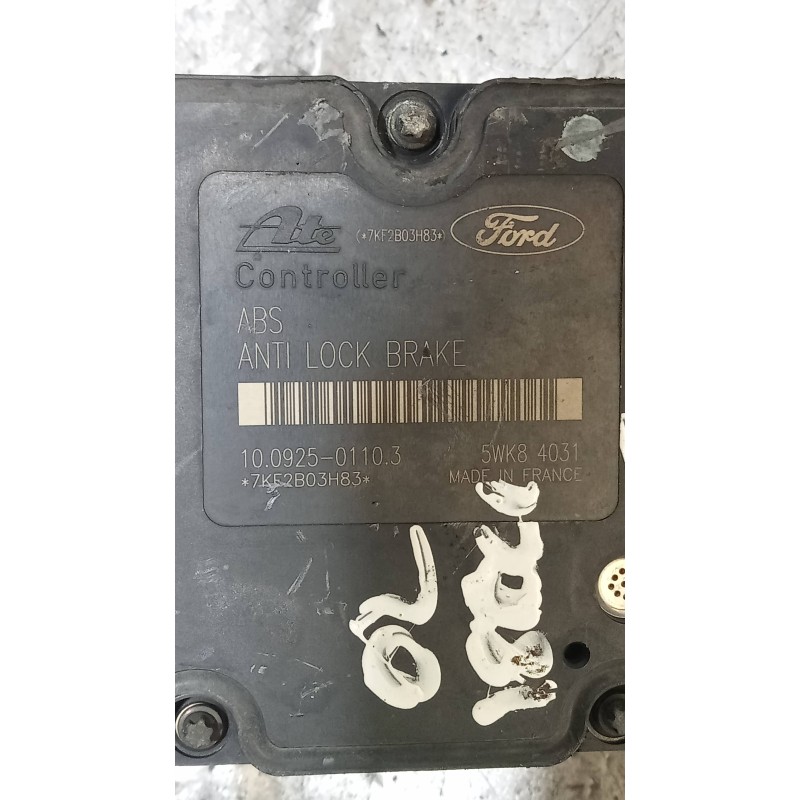 Ate (*7KF2B03H83*) Ford
Controller
ABS
ANTI LOCK BRAKE
10.0925-0110.3 5WK8 4031
*7KF2B03H83* MADE IN FRANCE